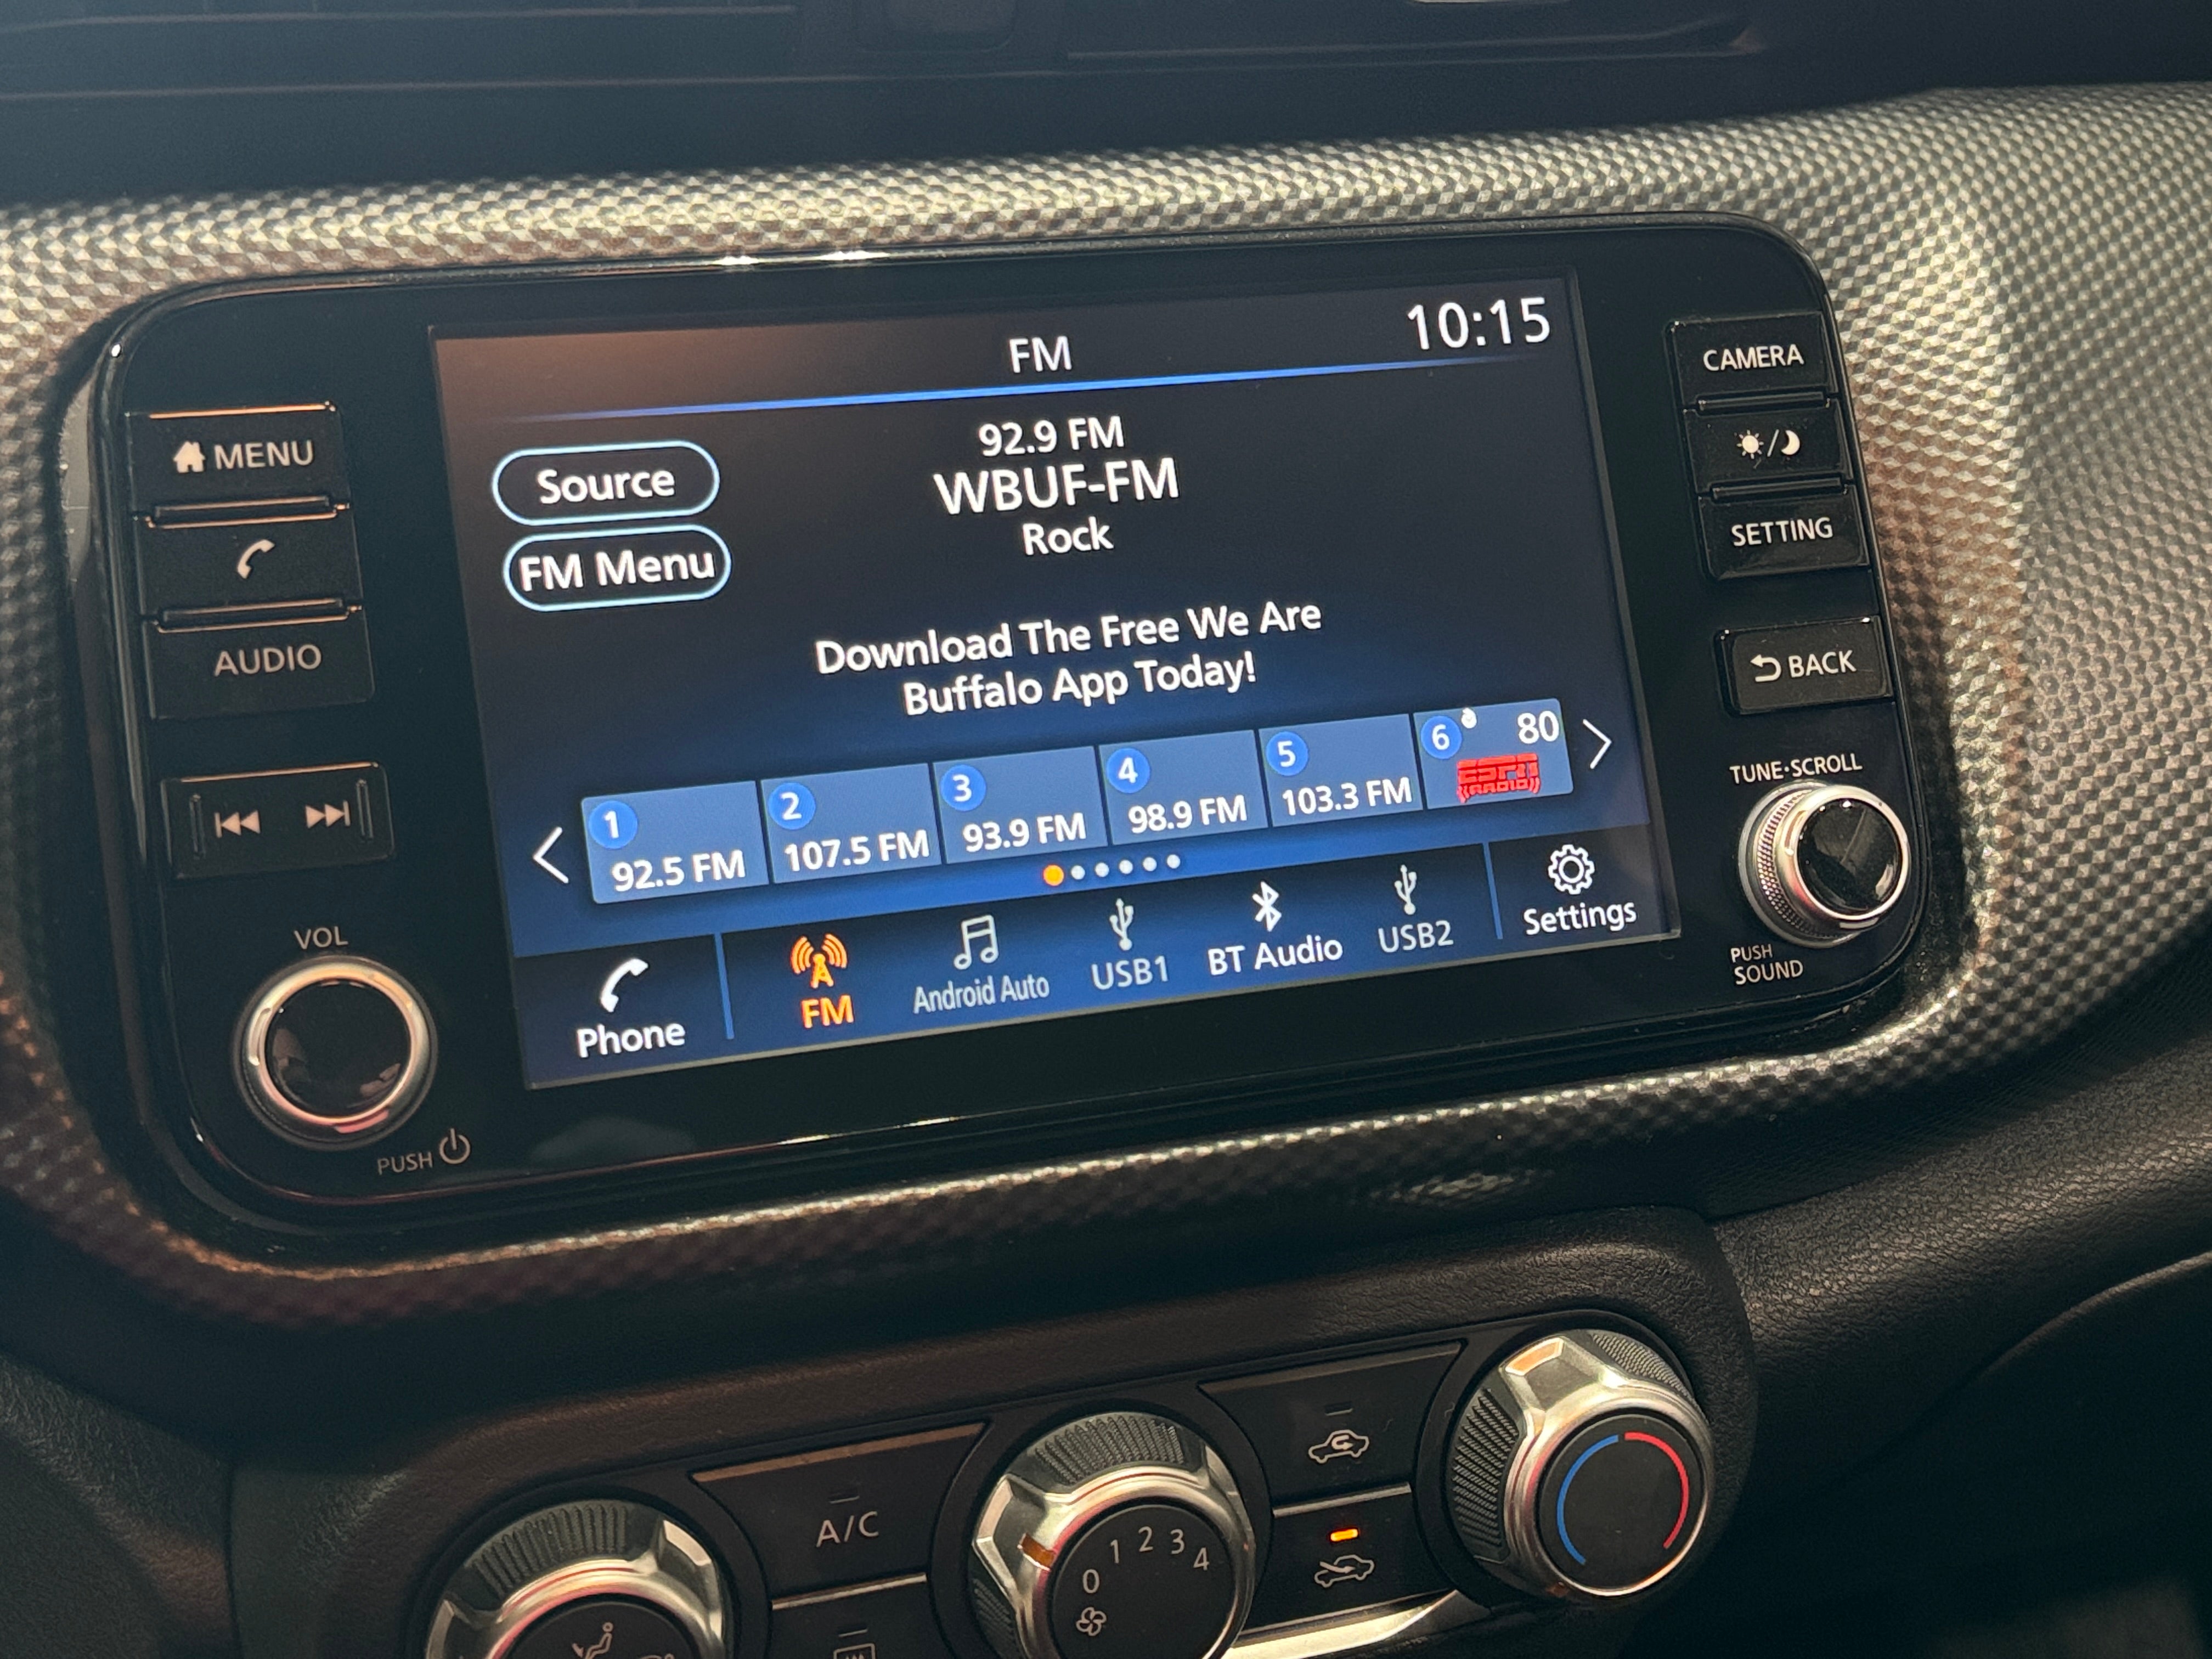 FM
10:15
MENU
AUDIO
VOL
PUSH
Source
FM Menu
92.9 FM
WBUF-FM
Rock
Download The Free We Are
Buffalo App Today!
1
92.5 FM
2
107.5 FM
3
93.9 FM
4
98.9 FM
5
103.3 FM
6
80
ESPN
RADIO
Phone
FM
Android Auto
USB1
BT Audio
USB2
Settings
CAMERA
SETTING
BACK
TUNE·SCROLL
PUSH
SOUND
A/C
0 1 2 3 4